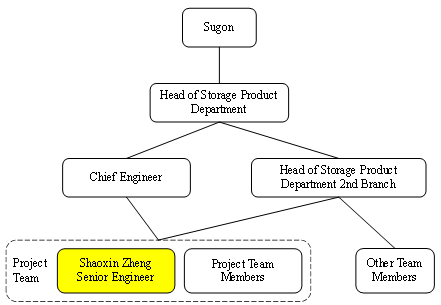 Sugon
Head of Storage Product
Department
Chief Engineer
Head of Storage Product
Department 2nd Branch
Project
Team
Shaoxin Zheng
Senior Engineer
Project Team
Members
Other Team
Members